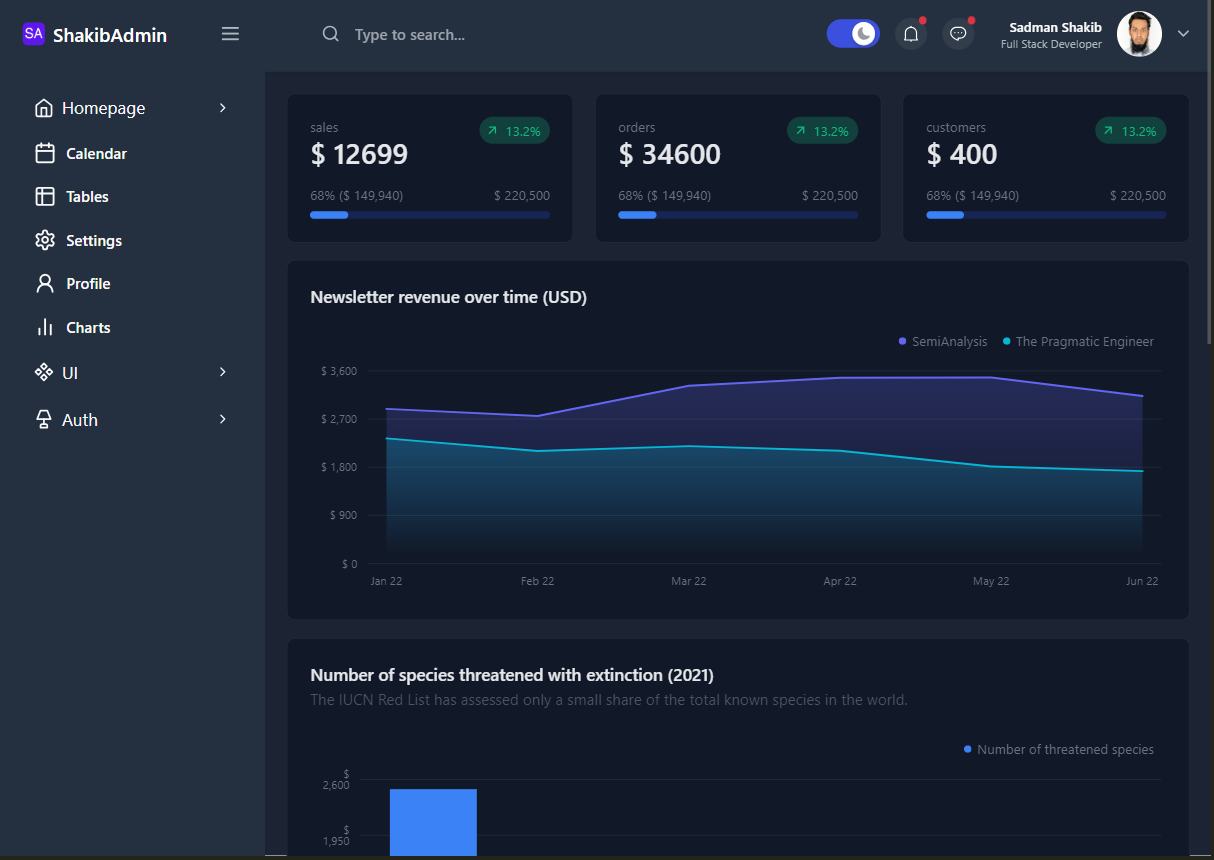 SA ShakibAdmin
Type to search...
Sadman Shakib
Full Stack Developer
Homepage
Calendar
Tables
Settings
Profile
Charts
UI
Auth
sales
13.2%
$ 12699
68% ($ 149,940) $ 220,500
orders
13.2%
$ 34600
68% ($ 149,940) $ 220,500
customers
13.2%
$ 400
68% ($ 149,940) $ 220,500
Newsletter revenue over time (USD)
SemiAnalysis The Pragmatic Engineer
$ 3,600
$ 2,700
$ 1,800
$ 900
$ 0
Jan 22 Feb 22 Mar 22 Apr 22 May 22 Jun 22
Number of species threatened with extinction (2021)
The IUCN Red List has assessed only a small share of the total known species in the world.
Number of threatened species
$
2,600
$
1,950